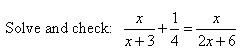 Solve and check: x/(x+3) + 1/4 = x/(2x+6)